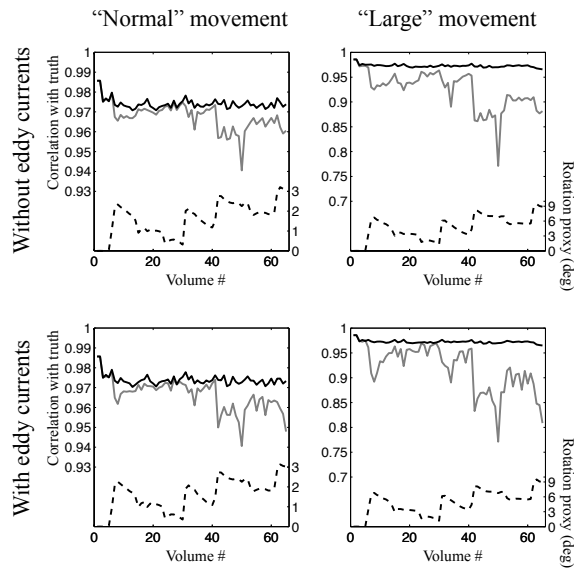 “Normal” movement
“Large” movement
Without eddy currents
Correlation with truth
1
0.99
0.98
0.97
0.96
0.95
0.94
0.93
3
2
1
0
0 20 40 60
Volume #
1
0.95
0.9
0.85
0.8
0.75
0.7
9
6
3
0
Rotation proxy (deg)
0 20 40 60
Volume #
With eddy currents
Correlation with truth
1
0.99
0.98
0.97
0.96
0.95
0.94
0.93
3
2
1
0
0 20 40 60
Volume #
1
0.95
0.9
0.85
0.8
0.75
0.7
9
6
3
0
Rotation proxy (deg)
0 20 40 60
Volume #